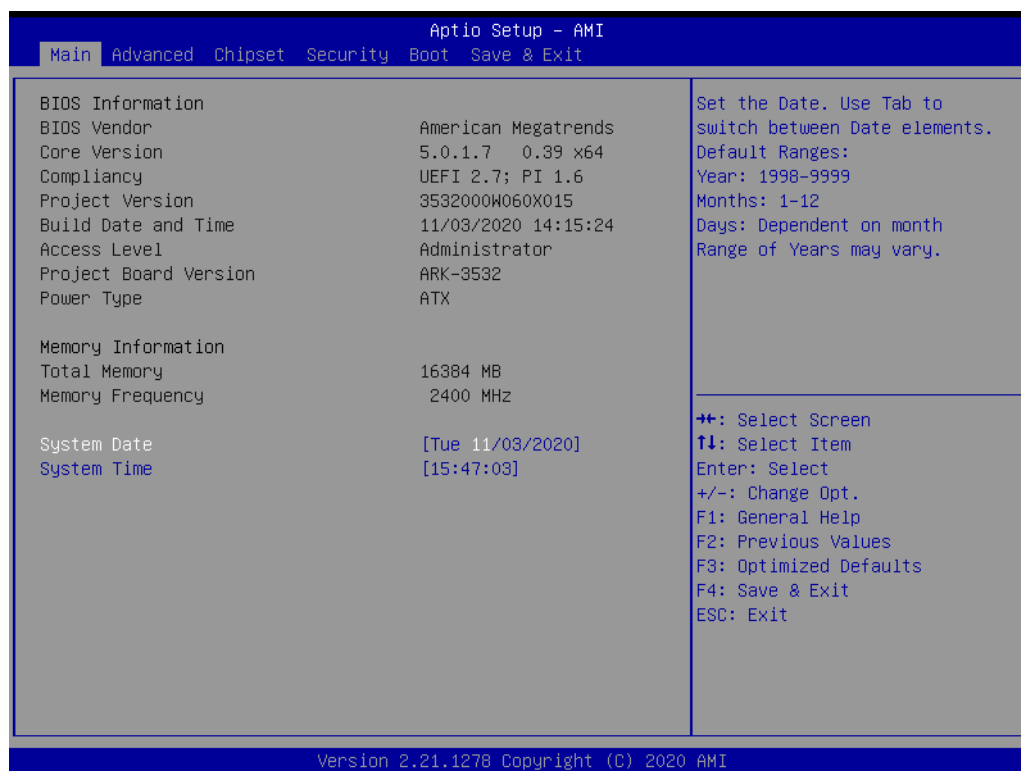 Aptio Setup – AMI
Main Advanced Chipset Security Boot Save & Exit
BIOS Information
BIOS Vendor American Megatrends
Core Version 5.0.1.7 0.39 x64
Compliancy UEFI 2.7; PI 1.6
Project Version 3532000W060X015
Build Date and Time 11/03/2020 14:15:24
Access Level Administrator
Project Board Version ARK-3532
Power Type ATX
Memory Information
Total Memory 16384 MB
Memory Frequency 2400 MHz
System Date [Tue 11/03/2020]
System Time [15:47:03]
Set the Date. Use Tab to
switch between Date elements.
Default Ranges:
Year: 1998-9999
Months: 1-12
Days: Dependent on month
Range of Years may vary.
→←: Select Screen
↑↓: Select Item
Enter: Select
+/-: Change Opt.
F1: General Help
F2: Previous Values
F3: Optimized Defaults
F4: Save & Exit
ESC: Exit
Version 2.21.1278 Copyright (C) 2020 AMI